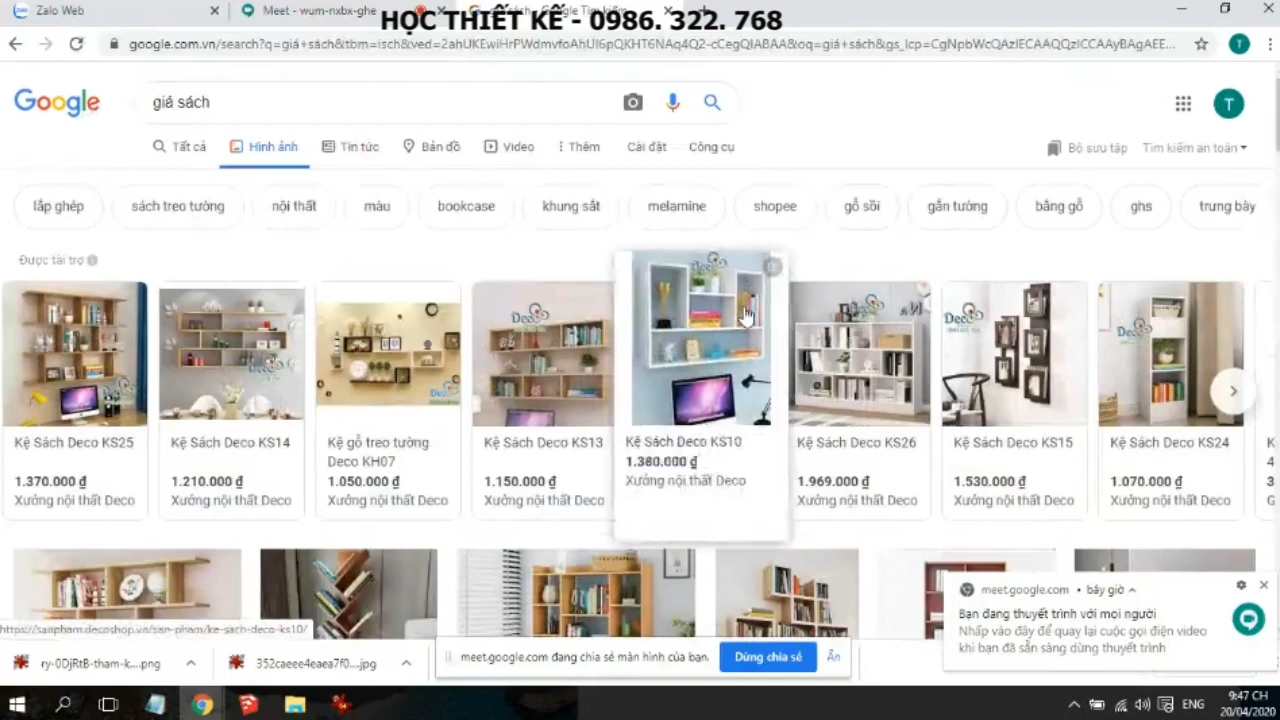 Zalo Web
Meet - wum-nxbx-ghe
Google Tìm kiếm
HỌC THIẾT KẾ - 0986. 322. 768
google.com.vn/search?q=giá+sách&tbm=isch&ved=
Google
giá sách
T
Tất cả
Hình ảnh
Tin tức
Bản đồ
Video
Thêm
Cài đặt
Công cụ
Bộ sưu tập
Tìm kiếm an toàn
lắp ghép
sách treo tường
nội thất
màu
bookcase
khung sắt
melamine
shopee
gỗ sồi
gắn tường
bằng gỗ
ghs
trưng bày
Được tài trợ
Kệ Sách Deco KS25
1.370.000 ₫
Xưởng nội thất Deco
Kệ Sách Deco KS14
1.210.000 ₫
Xưởng nội thất Deco
Kệ gỗ treo tường
Deco KH07
1.050.000 ₫
Xưởng nội thất Deco
Kệ Sách Deco KS13
1.150.000 ₫
Xưởng nội thất Deco
Kệ Sách Deco KS10
1.380.000 ₫
Xưởng nội thất Deco
Kệ Sách Deco KS26
1.969.000 ₫
Xưởng nội thất Deco
Kệ Sách Deco KS15
1.530.000 ₫
Xưởng nội thất Deco
Kệ Sách Deco KS24
1.070.000 ₫
Xưởng nội thất Deco
meet.google.com • bây giờ
Bạn đang thuyết trình với mọi người
Nhấp vào đây để quay lại cuộc gọi điện video
khi bạn đã sẵn sàng dừng thuyết trình
https://sanpham.decoshop.vn/san-pham/ke-sach-deco-ks10/
ry-0DjRtB-tham-k....png
352caeee4eaea7f0....jpg
meet.google.com đang chia sẻ màn hình của bạn.
Dừng chia sẻ
Ẩn
ENG
9:47 CH
20/04/2020